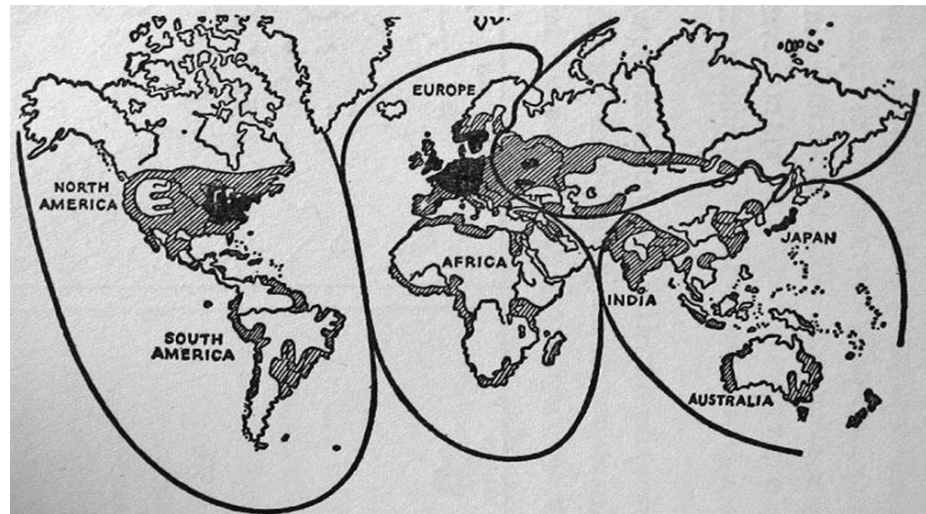 EUROPE
NORTH
AMERICA
AFRICA
JAPAN
INDIA
SOUTH
AMERICA
AUSTRALIA